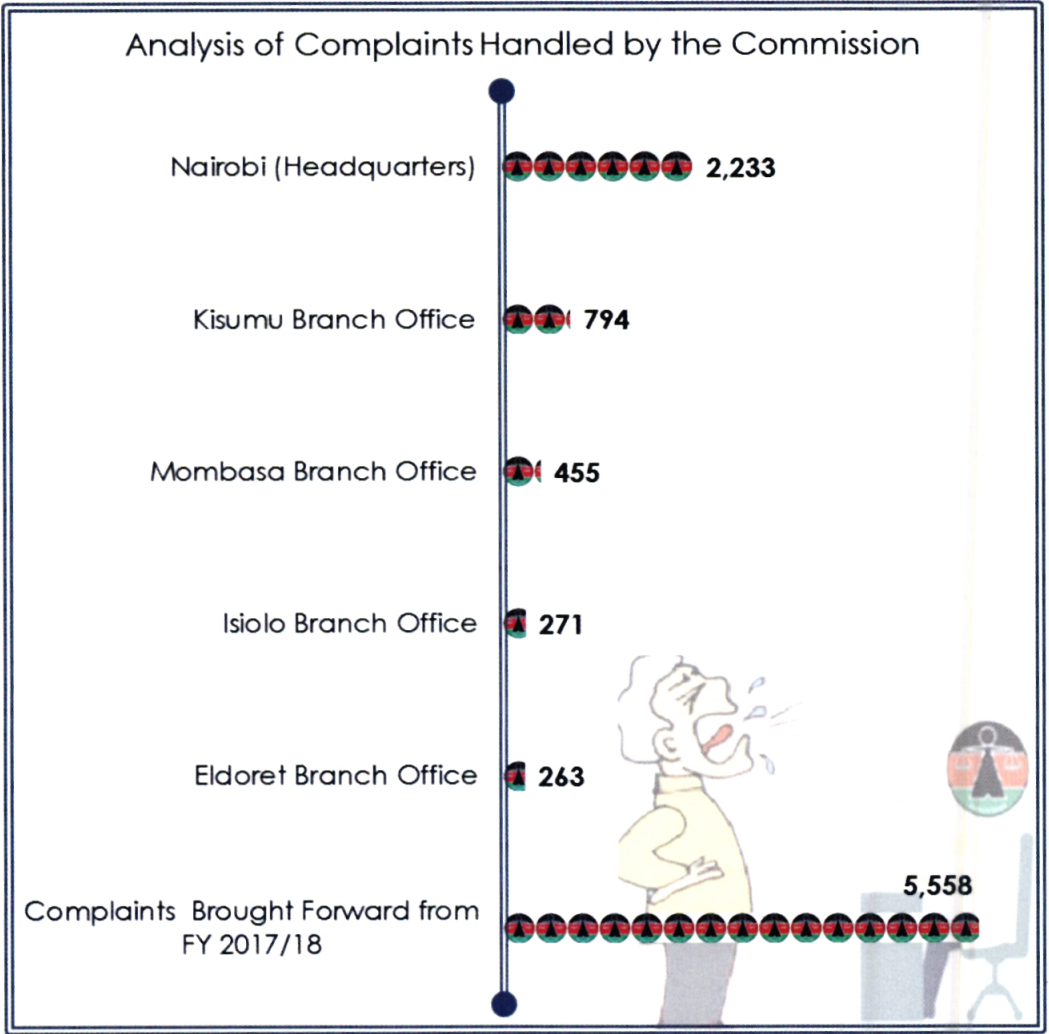 Analysis of Complaints Handled by the Commission
Nairobi (Headquarters) 2,233
Kisumu Branch Office 794
Mombasa Branch Office 455
Isiolo Branch Office 271
Eldoret Branch Office 263
5,558
Complaints Brought Forward from
FY 2017/18